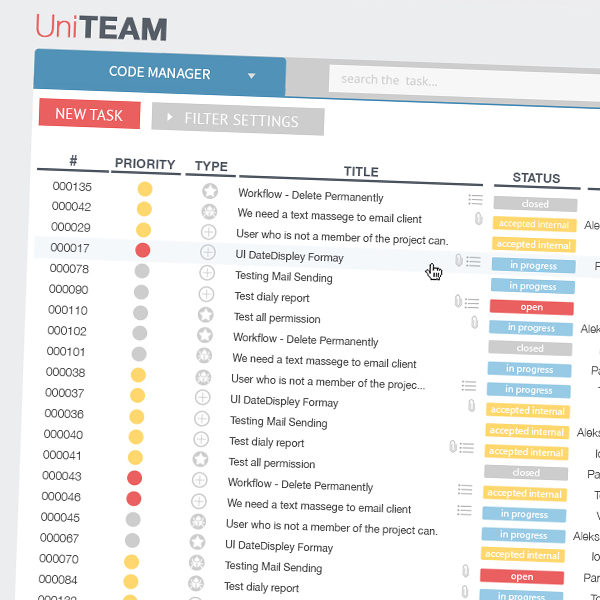 UniTEAM
CODE MANAGER
search the task...
NEW TASK
FILTER SETTINGS
# PRIORITY TYPE TITLE STATUS
000135 Workflow - Delete Permanently closed
000042 We need a text massege to email client accepted internal Ale
000029 User who is not a member of the project can. accepted internal
000017 UI DateDispley Formay in progress P
000078 Testing Mail Sending in progress
000090 Test dialy report open
000110 Test all permission in progress Alek
000102 Workflow - Delete Permanently closed
000101 We need a text massege to email client in progress Pa
000038 User who is not a member of the projec... in progress T
000037 UI DateDispley Formay accepted internal
000036 Testing Mail Sending accepted internal Aleks
000040 Test dialy report accepted internal
000041 Test all permission closed Pa
000043 Workflow - Delete Permanently accepted internal To
000046 We need a text massege to email client in progress V
000045 User who is not a member of the project can. in progress Aleks
000067 UI DateDispley Formay accepted internal
000070 Testing Mail Sending open Par
000084 Test dialy report in progress To